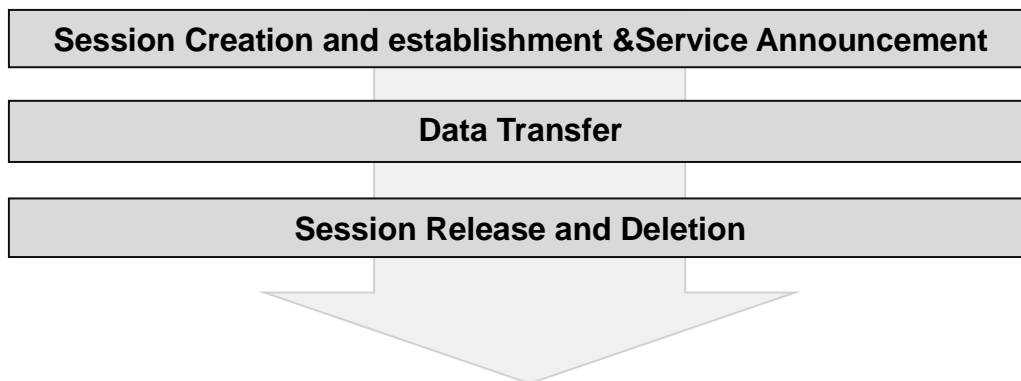 Session Creation and establishment &Service Announcement
Data Transfer
Session Release and Deletion